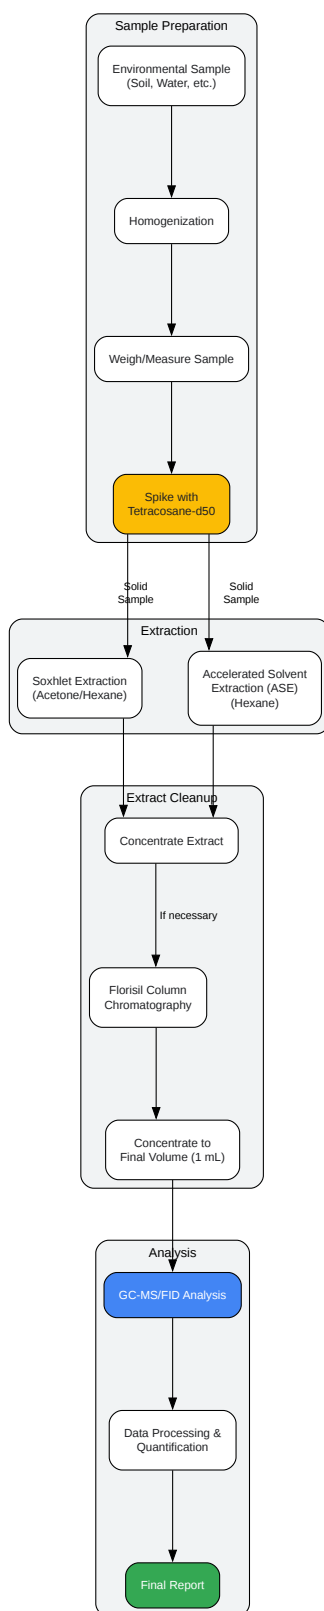 Sample Preparation
Environmental Sample
(Soil, Water, etc.)
Homogenization
Weigh/Measure Sample
Spike with
Tetracosane-d50
Solid
Sample
Solid
Sample
Extraction
Soxhlet Extraction
(Acetone/Hexane)
Accelerated Solvent
Extraction (ASE)
(Hexane)
Extract Cleanup
Concentrate Extract
If necessary
Florisil Column
Chromatography
Concentrate to
Final Volume (1 mL)
Analysis
GC-MS/FID Analysis
Data Processing &
Quantification
Final Report